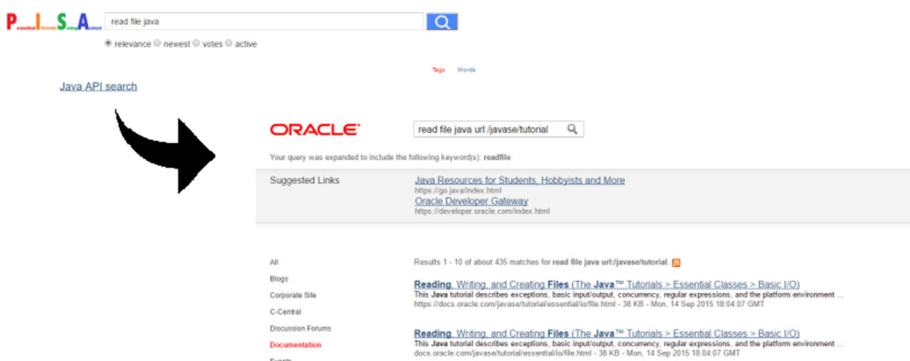 P I S A
read file java
relevance newest votes active
Tags Words
Java API search
ORACLE
read file java url:/javase/tutorial
Your query was expanded to include the following keyword(s): readfile
Suggested Links
Java Resources for Students, Hobbyists and More
https://go.java/index.html
Oracle Developer Gateway
https://developer.oracle.com/index.html
All
Results 1 - 10 of about 435 matches for read file java url:/javase/tutorial.
Blogs
Reading, Writing, and Creating Files (The Java™ Tutorials > Essential Classes > Basic I/O)
Corporate Site
This Java tutorial describes exceptions, basic input/output, concurrency, regular expressions, and the platform environment ...
https://docs.oracle.com/javase/tutorial/essential/io/file.html - 38 KB - Mon, 14 Sep 2015 18:04:07 GMT
C-Central
Discussion Forums
Reading, Writing, and Creating Files (The Java™ Tutorials > Essential Classes > Basic I/O)
Documentation
This Java tutorial describes exceptions, basic input/output, concurrency, regular expressions, and the platform environment ...
docs.oracle.com/javase/tutorial/essential/io/file.html - 38 KB - Mon, 14 Sep 2015 18:04:07 GMT
Events